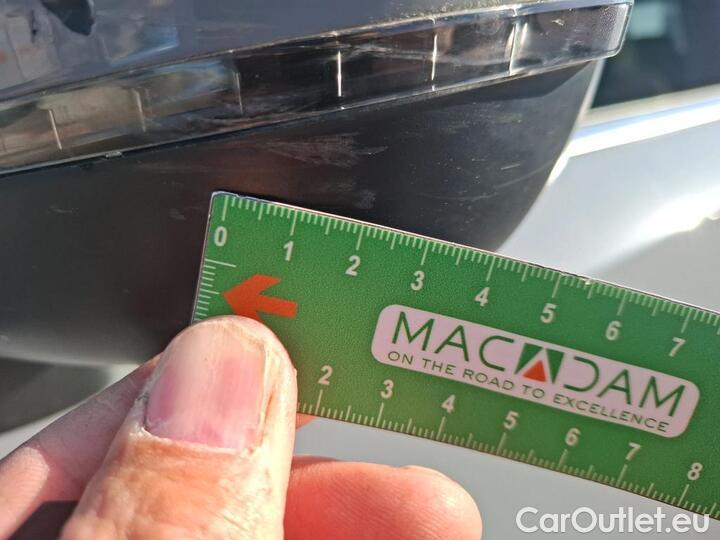 0 1 2 3 4 5 6 7
MACADAM
ON THE ROAD TO EXCELLENCE
2 3 4 5 6 7 8
CarOutlet.eu